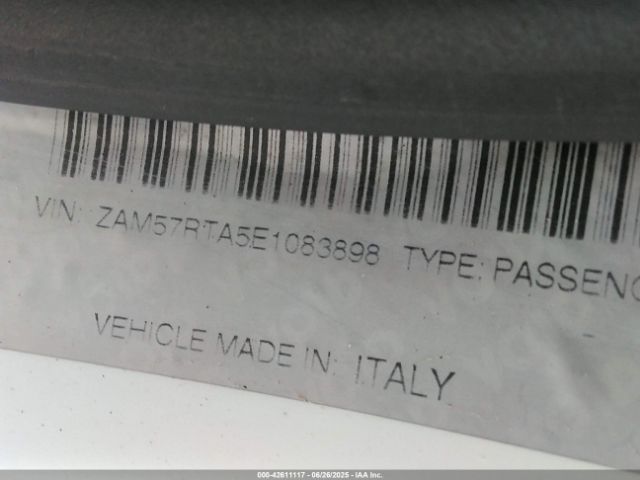 VIN: ZAM57RTA5E1083898 TYPE: PASSENG
VEHICLE MADE IN: ITALY
000-42611117 | 06/26/2025 | IAA Inc.